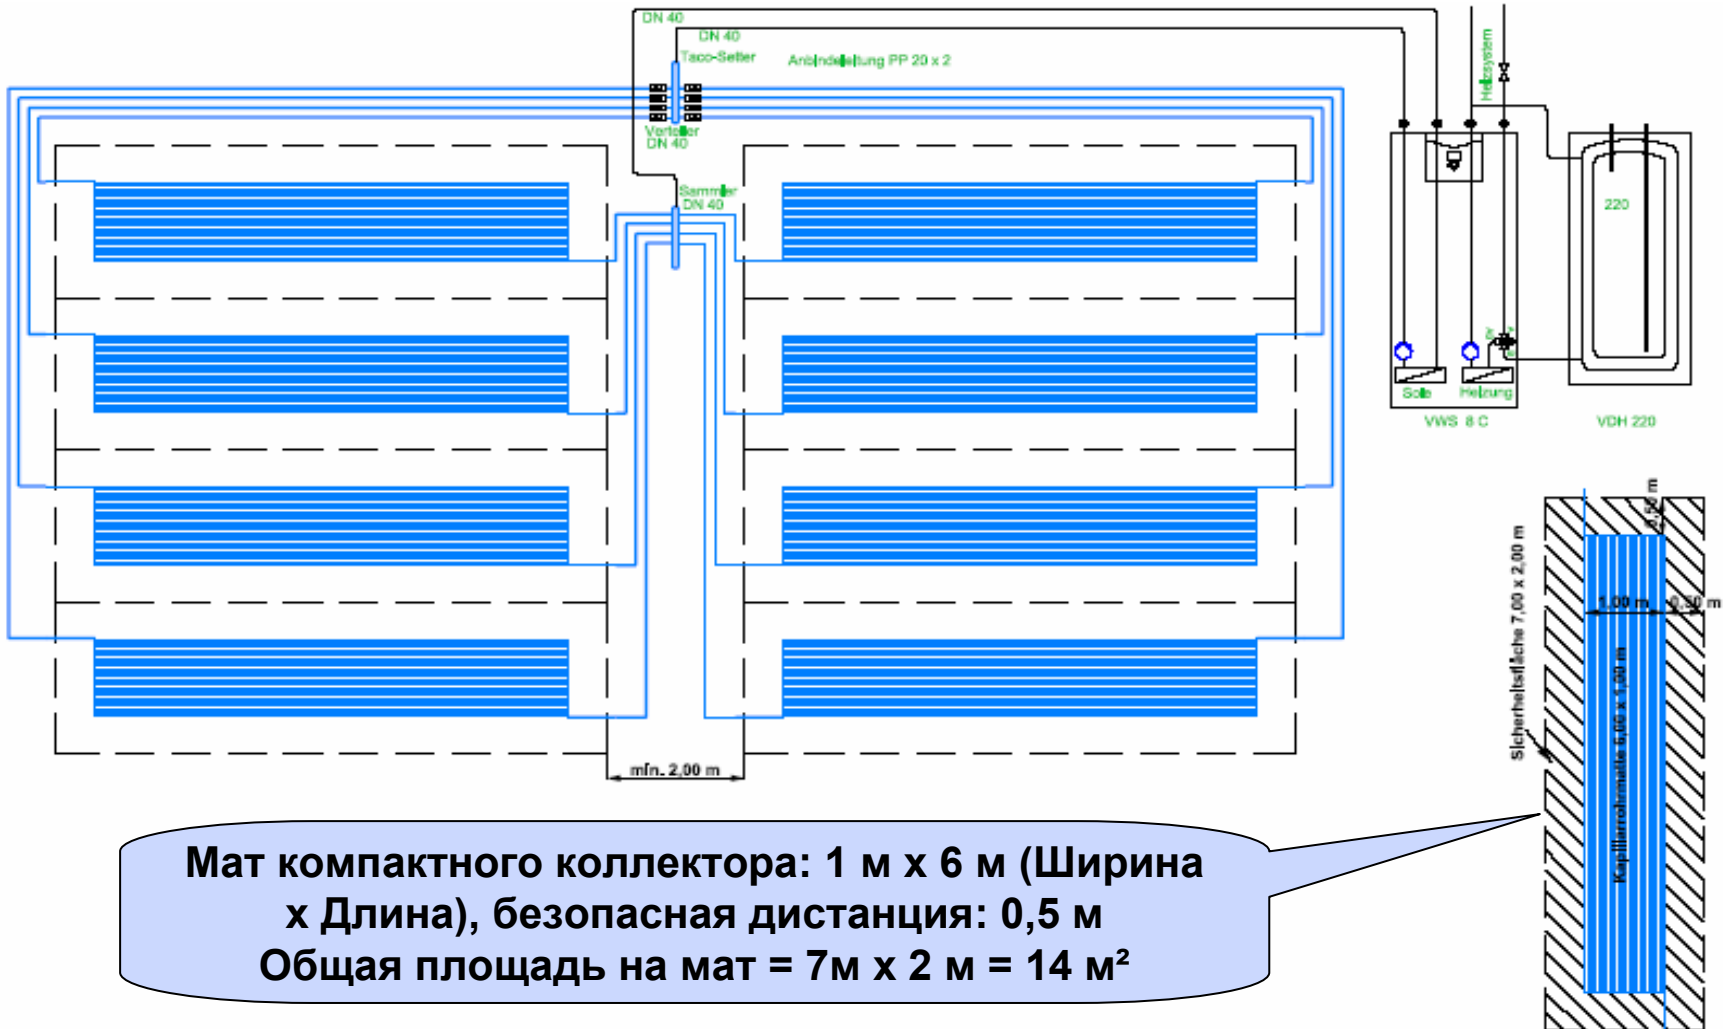 DN 40
DN 40
Taco-Setter
Anbindeleitung PP 20 x 2
Verteiler
DN 40
Sammler
DN 40
Heizsystem
220
Sole
Heizung
VWS 8 C
VDH 220
min. 2,00 m
0,50 m
1,00 m
0,50 m
Sicherheitsfläche 7,00 x 2,00 m
Kapillarrohrmatte 6,00 x 1,00 m
Мат компактного коллектора: 1 м x 6 м (Ширина
x Длина), безопасная дистанция: 0,5 м
Общая площадь на мат = 7м x 2 м = 14 м²